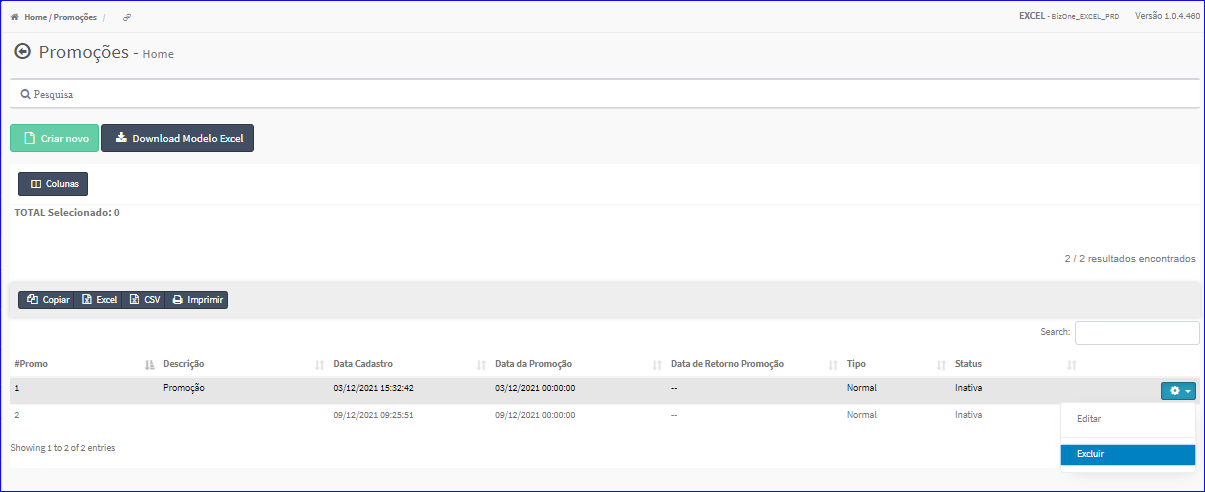 Home / Promoções /
EXCEL - BizOne_EXCEL_PRD Versão 1.0.4.460
Promoções - Home
Pesquisa
Criar novo Download Modelo Excel
Colunas
TOTAL Selecionado: 0
2 / 2 resultados encontrados
Copiar Excel CSV Imprimir
Search:
#Promo Descrição Data Cadastro Data da Promoção Data de Retorno Promoção Tipo Status
1 Promoção 03/12/2021 15:32:42 03/12/2021 00:00:00 -- Normal Inativa
2 09/12/2021 09:25:51 09/12/2021 00:00:00 -- Normal Inativa
Editar
Excluir
Showing 1 to 2 of 2 entries